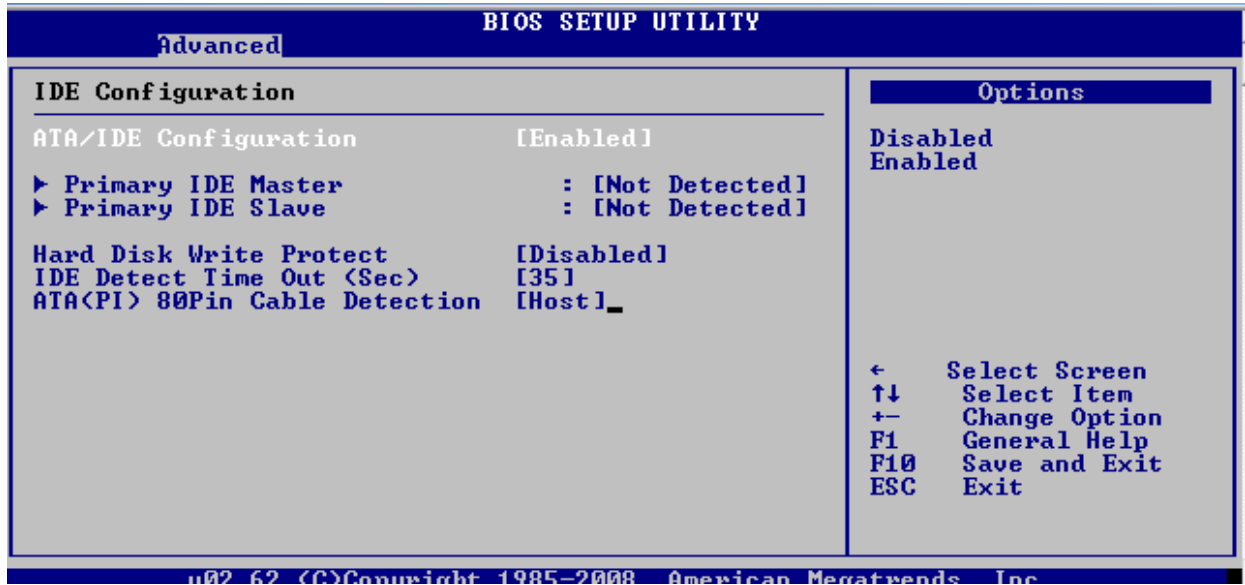 BIOS SETUP UTILITY
Advanced
IDE Configuration
ATA/IDE Configuration [Enabled]
► Primary IDE Master : [Not Detected]
► Primary IDE Slave : [Not Detected]
Hard Disk Write Protect [Disabled]
IDE Detect Time Out (Sec) [35]
ATA(PI) 80Pin Cable Detection [Host]
Options
Disabled
Enabled
← Select Screen
↑↓ Select Item
+- Change Option
F1 General Help
F10 Save and Exit
ESC Exit
v02.62 (C)Copyright 1985-2008, American Megatrends, Inc.